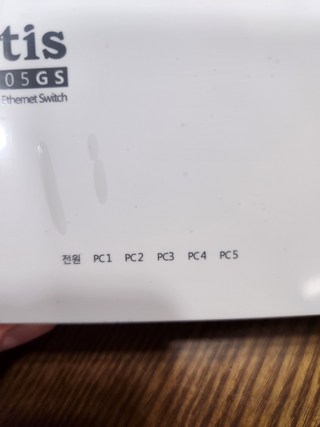 tis
05GS
Ethernet Switch
전원 PC1 PC2 PC3 PC4 PC5